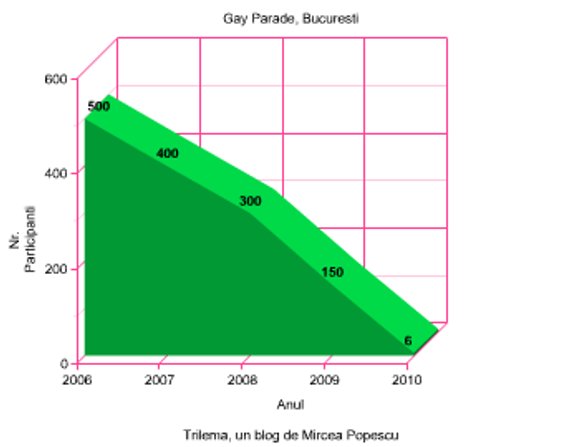 Gay Parade, Bucuresti
600
500
400
400
300
Nr.
Participanti
200
150
6
0
2006 2007 2008 2009 2010
Anul
Trilema, un blog de Mircea Popescu